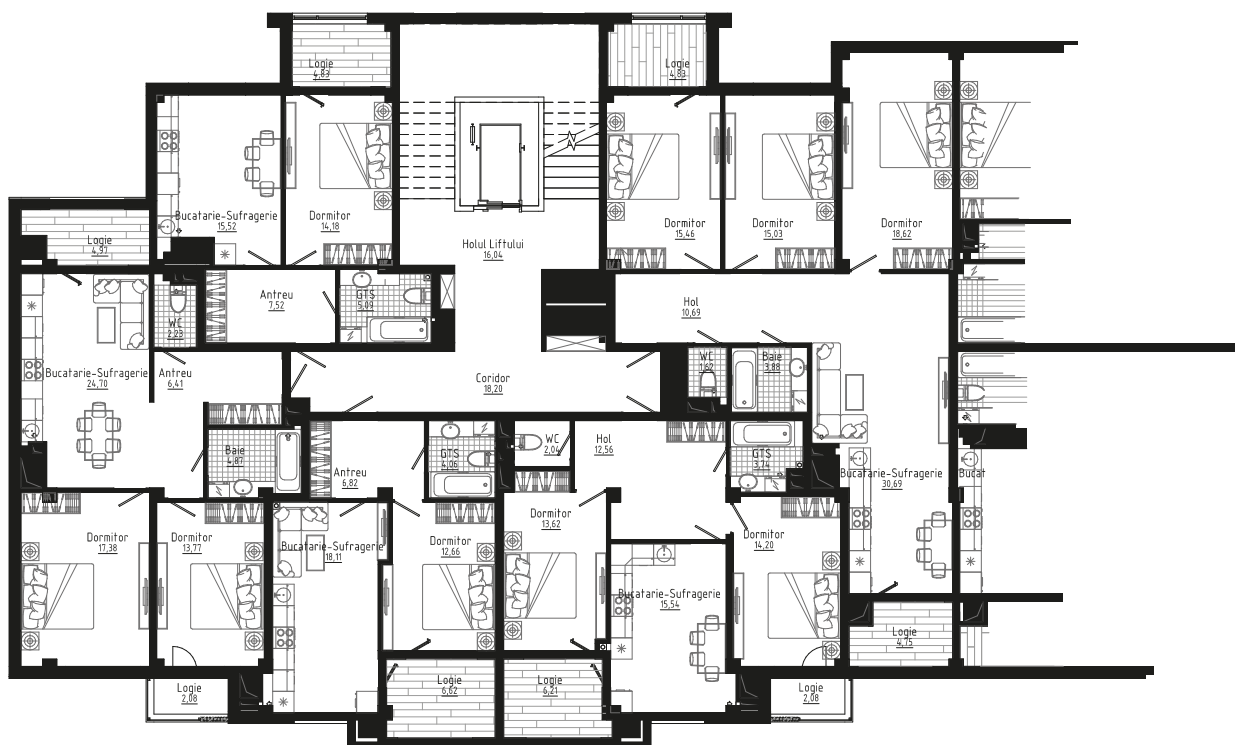 Logie
4,83
Logie
4,83
Bucatarie-Sufragerie
15,52
Dormitor
14,18
Dormitor
15,46
Dormitor
15,03
Dormitor
18,62
Logie
4,97
Holul Liftului
16,04
Antreu
7,52
GTS
5,09
Hol
10,69
WC
2,23
WC
1,62
Baie
3,88
Bucatarie-Sufragerie
24,70
Antreu
6,41
Coridor
18,20
Baie
4,87
Antreu
6,82
GTS
4,06
WC
2,04
Hol
12,56
GTS
3,74
Bucatarie-Sufragerie
30,69
Bucat
Dormitor
17,38
Dormitor
13,77
Bucatarie-Sufragerie
18,11
Dormitor
12,66
Dormitor
13,62
Dormitor
14,20
Bucatarie-Sufragerie
15,54
Logie
4,75
Logie
2,08
Logie
6,62
Logie
6,21
Logie
2,08